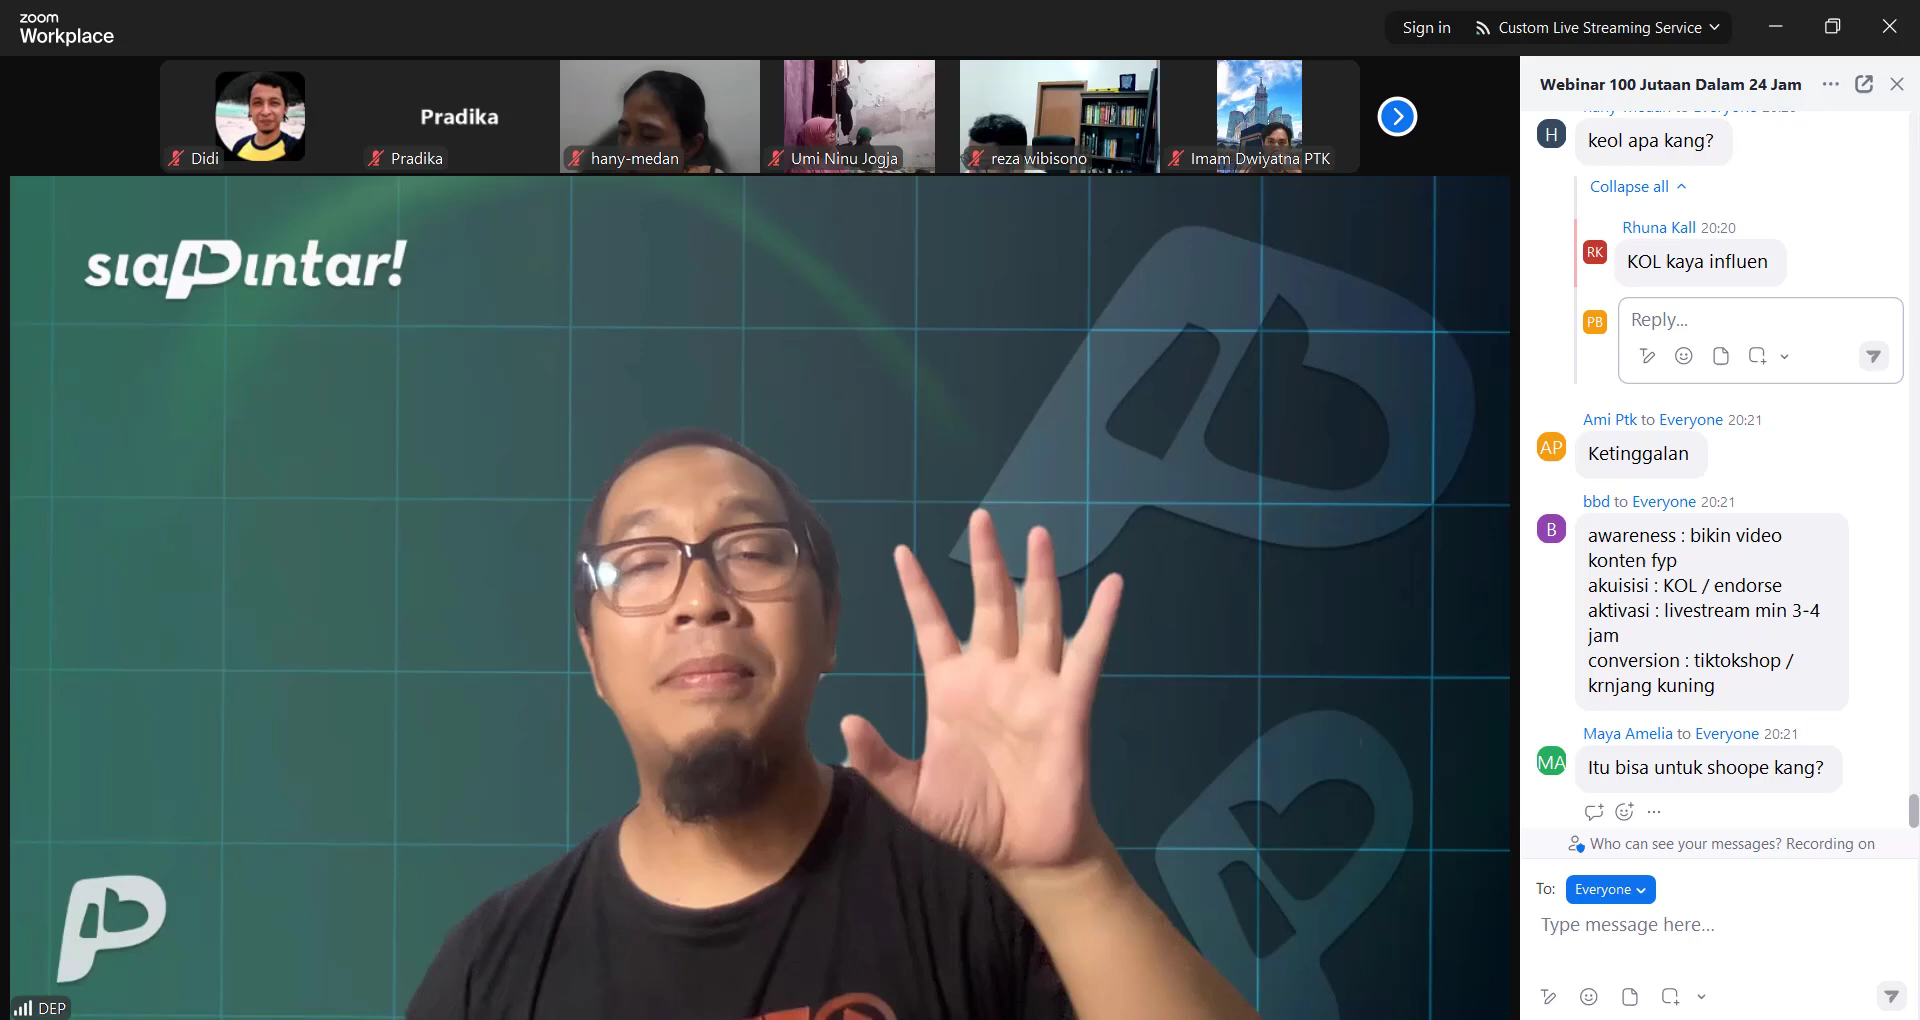 zoom
Workplace
Sign in
Custom Live Streaming Service
Pradika
Didi
Pradika
hany-medan
Umi Ninu Jogja
reza wibisono
Imam Dwiyatna PTK
sıapıntar!
DEP
Webinar 100 Jutaan Dalam 24 Jam
H
keol apa kang?
Collapse all
Rhuna Kall 20:20
RK
KOL kaya influen
PB
Reply...
Ami Ptk to Everyone 20:21
AP
Ketinggalan
bbd to Everyone 20:21
B
awareness : bikin video
konten fyp
akuisisi : KOL / endorse
aktivasi : livestream min 3-4
jam
conversion : tiktokshop /
krnjang kuning
Maya Amelia to Everyone 20:21
MA
Itu bisa untuk shoope kang?
Who can see your messages? Recording on
To: Everyone
Type message here...